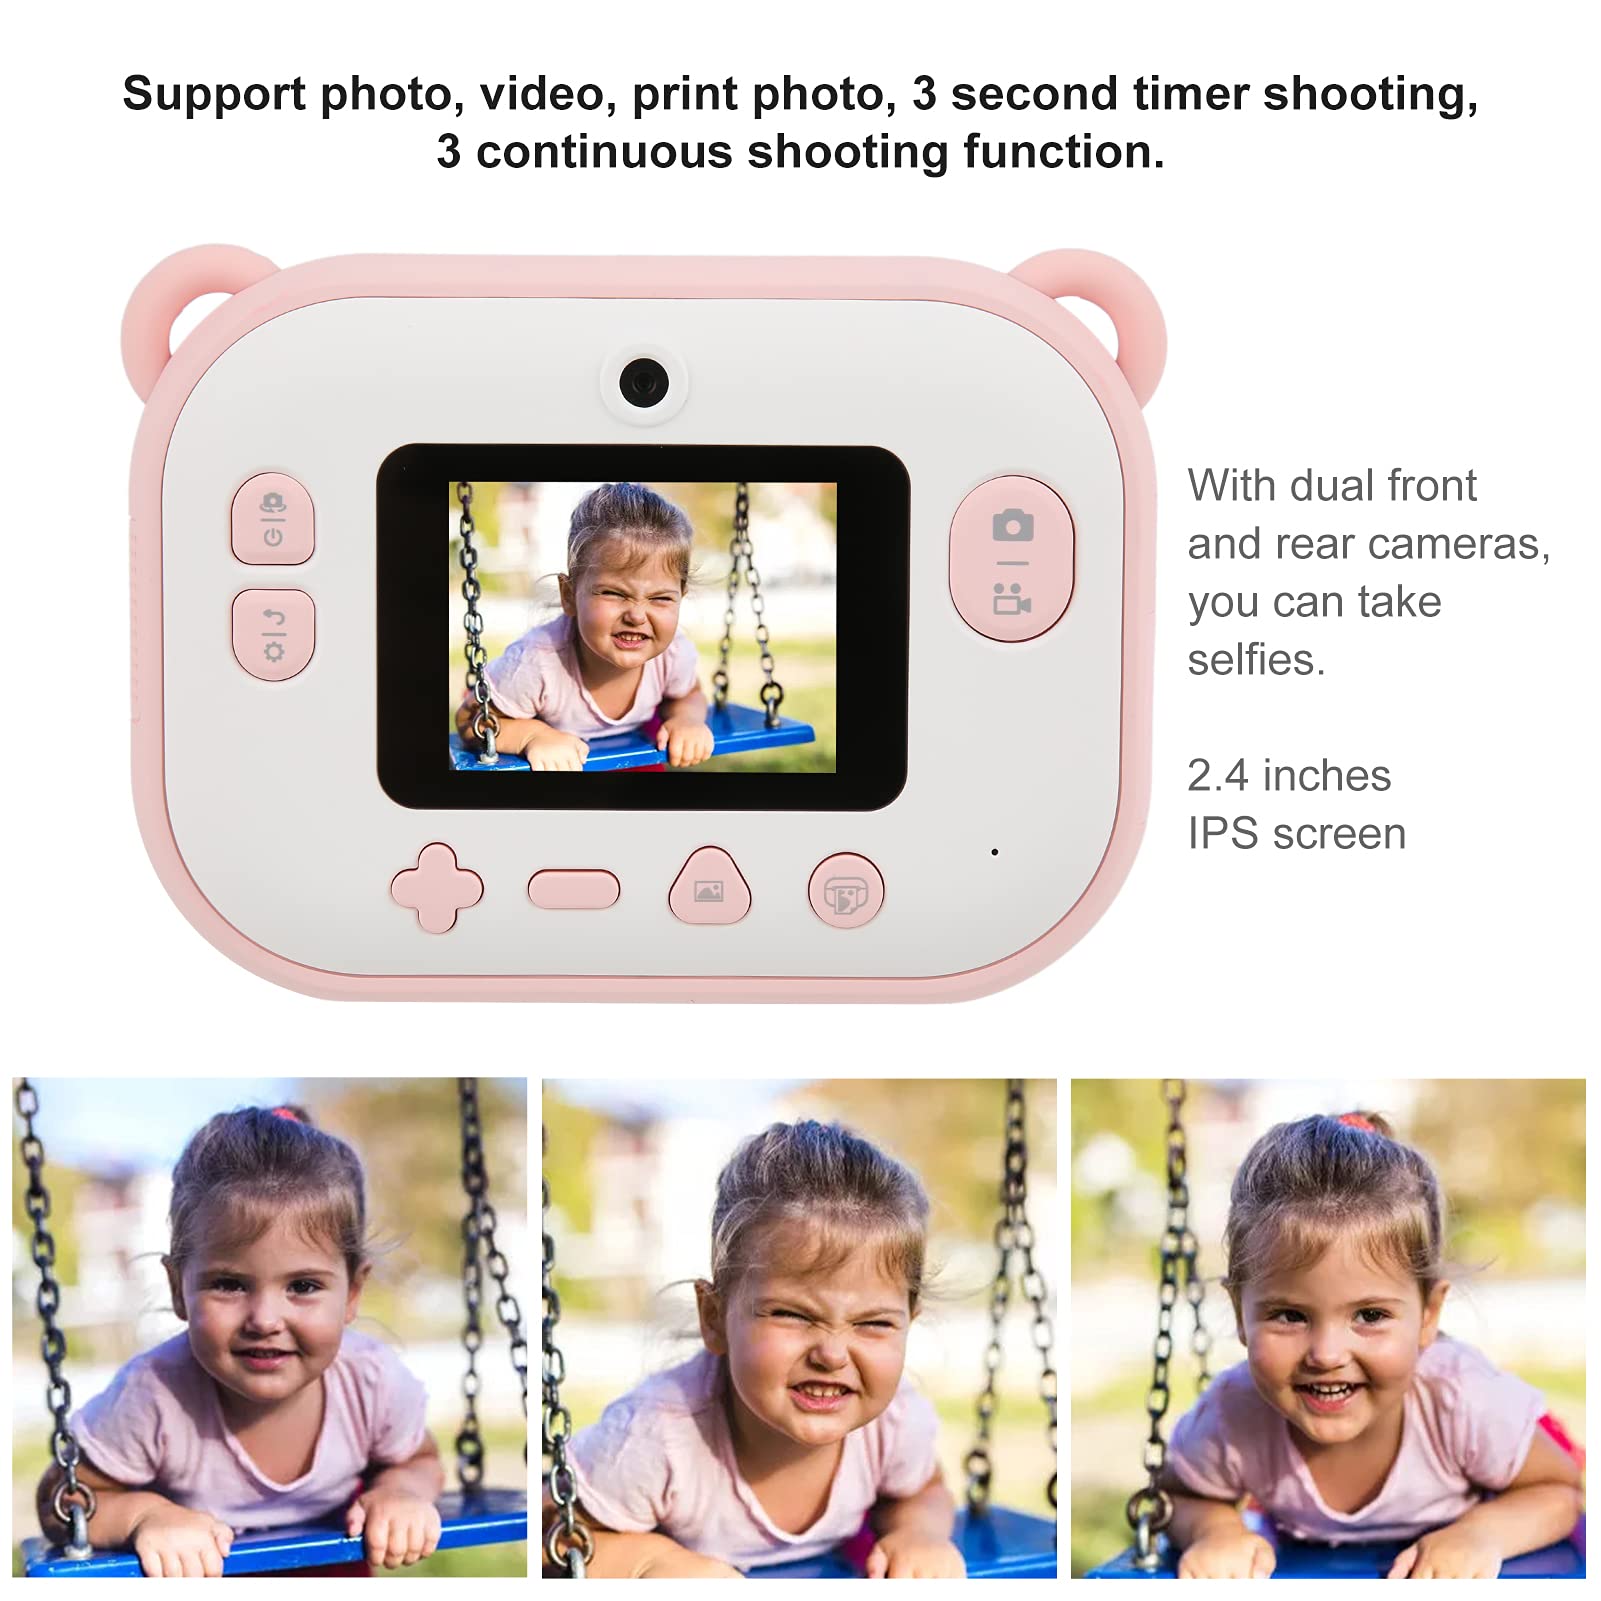 Support photo, video, print photo, 3 second timer shooting,
3 continuous shooting function.
With dual front
and rear cameras,
you can take
selfies.
2.4 inches
IPS screen